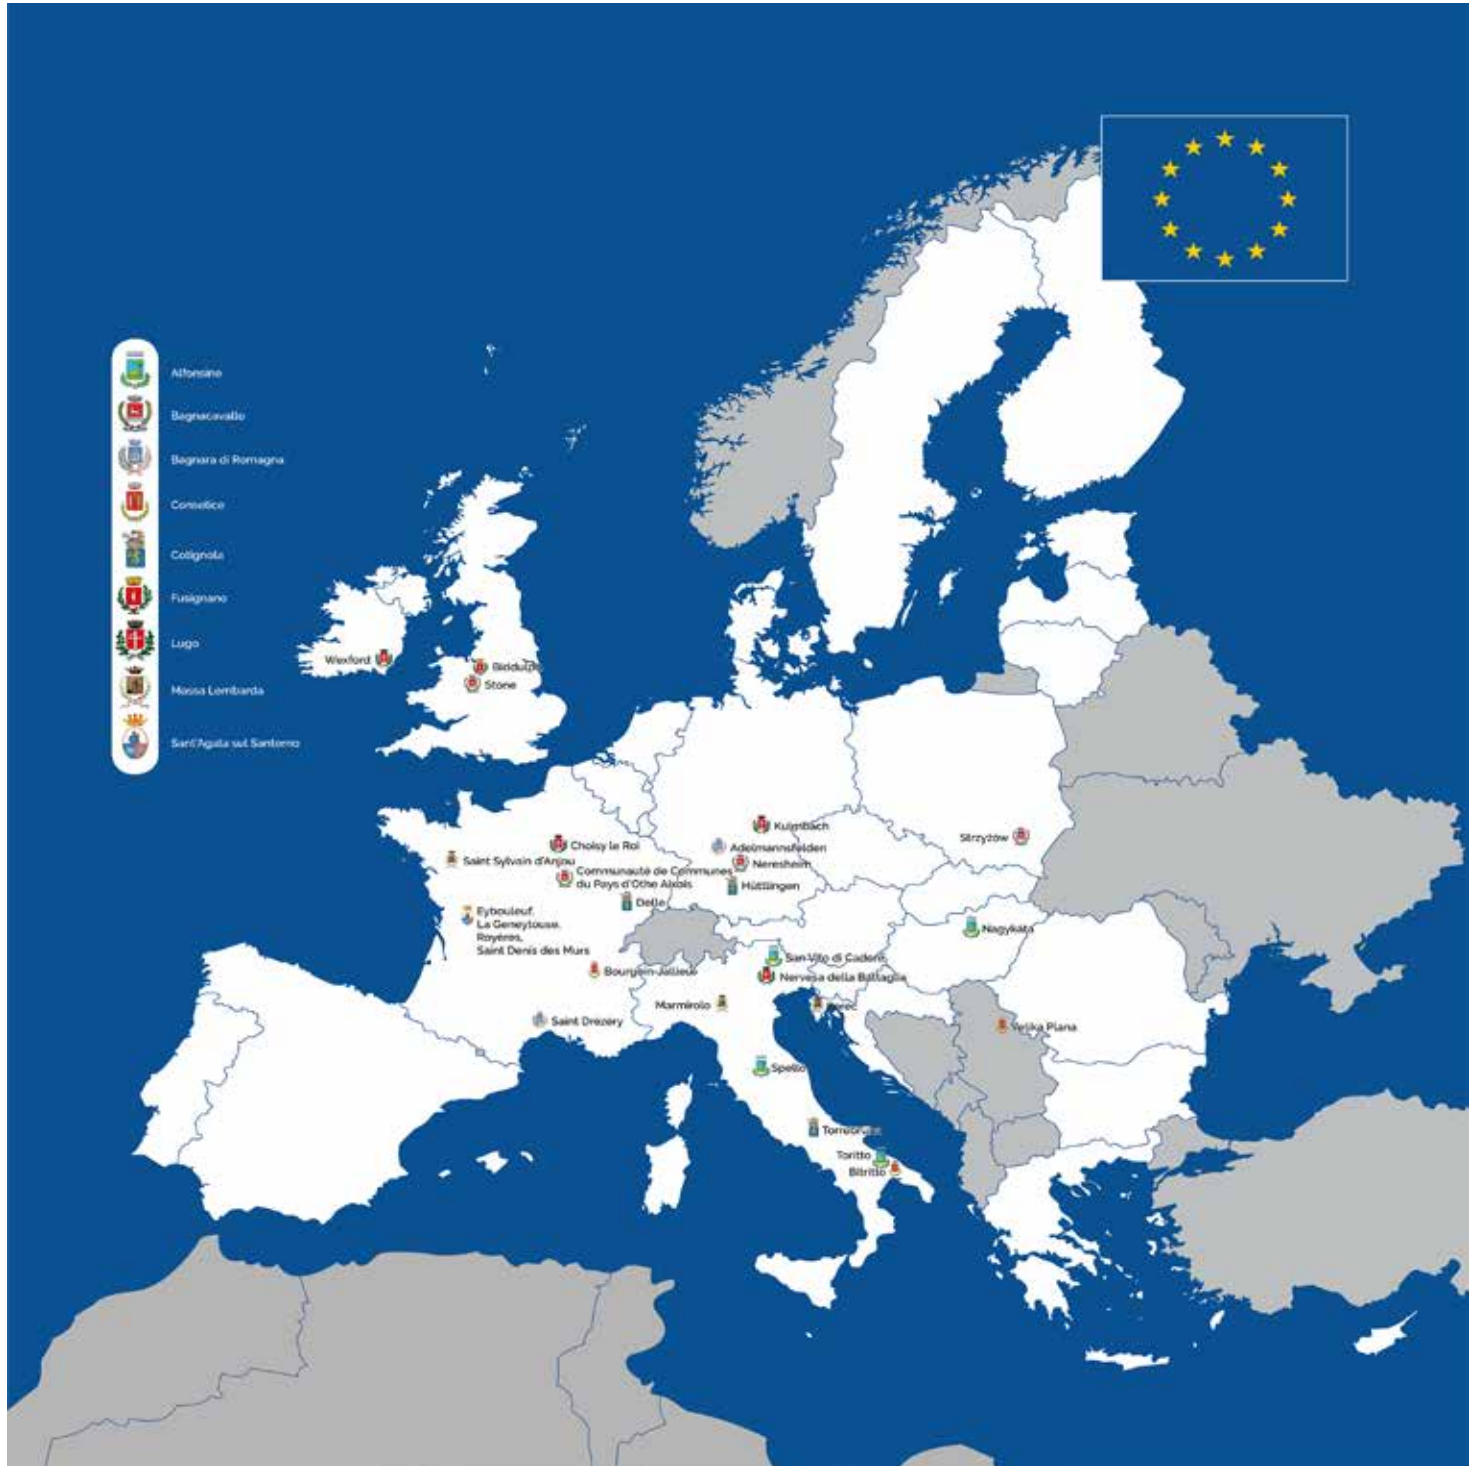 Alfonsine
Bagnacavallo
Bagnara di Romagna
Conselice
Cotignola
Fusignano
Lugo
Massa Lombarda
Sant'Agata sul Santerno
Wexford
Biddulph
Stone
Kulmbach
Strzyżów
Choisy le Roi
Adelmannsfelden
Saint Sylvain d'Anjou
Neresheim
Communauté de Communes
du Pays d'Othe Aixois
Hüttlingen
Delle
Eybouleuf,
La Geneytouse,
Royères,
Saint Denis des Murs
Nagykáta
San Vito di Cadore
Bourgoin-Jallieu
Nervesa della Battaglia
Marmirolo
Porec
Saint Drezery
Velika Plana
Spello
Toritto
Bitritto